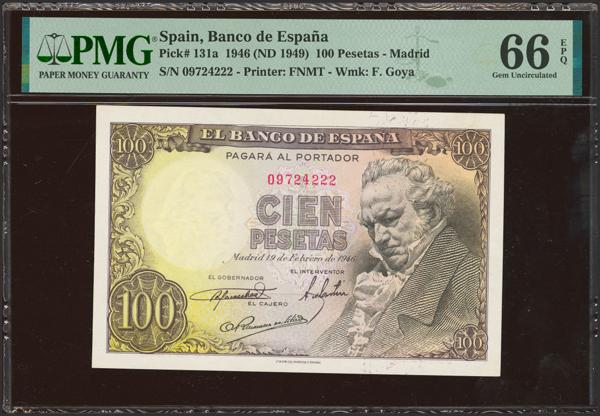 PMG
PAPER MONEY GUARANTY
Spain, Banco de España
Pick# 131a 1946 (ND 1949) 100 Pesetas - Madrid
S/N 09724222 - Printer: FNMT - Wmk: F. Goya
66 EPQ
Gem Uncirculated
EL BANCO DE ESPAÑA
100
100
PAGARÁ AL PORTADOR
09724222
CIEN
PESETAS
Madrid 19 de Febrero de 1946
EL GOBERNADOR
EL INTERVENTOR
EL CAJERO
100
100